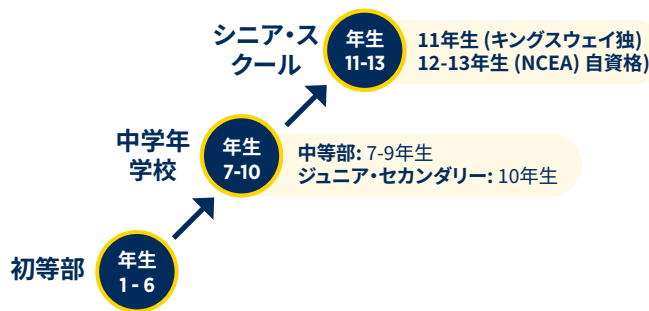 シニア・ス
クール
年生
11-13
11年生 (キングスウェイ独)
12-13年生 (NCEA) 自資格)
中学年
学校
年生
7-10
中等部: 7-9年生
ジュニア・セカンダリー: 10年生
初等部
年生
1 - 6